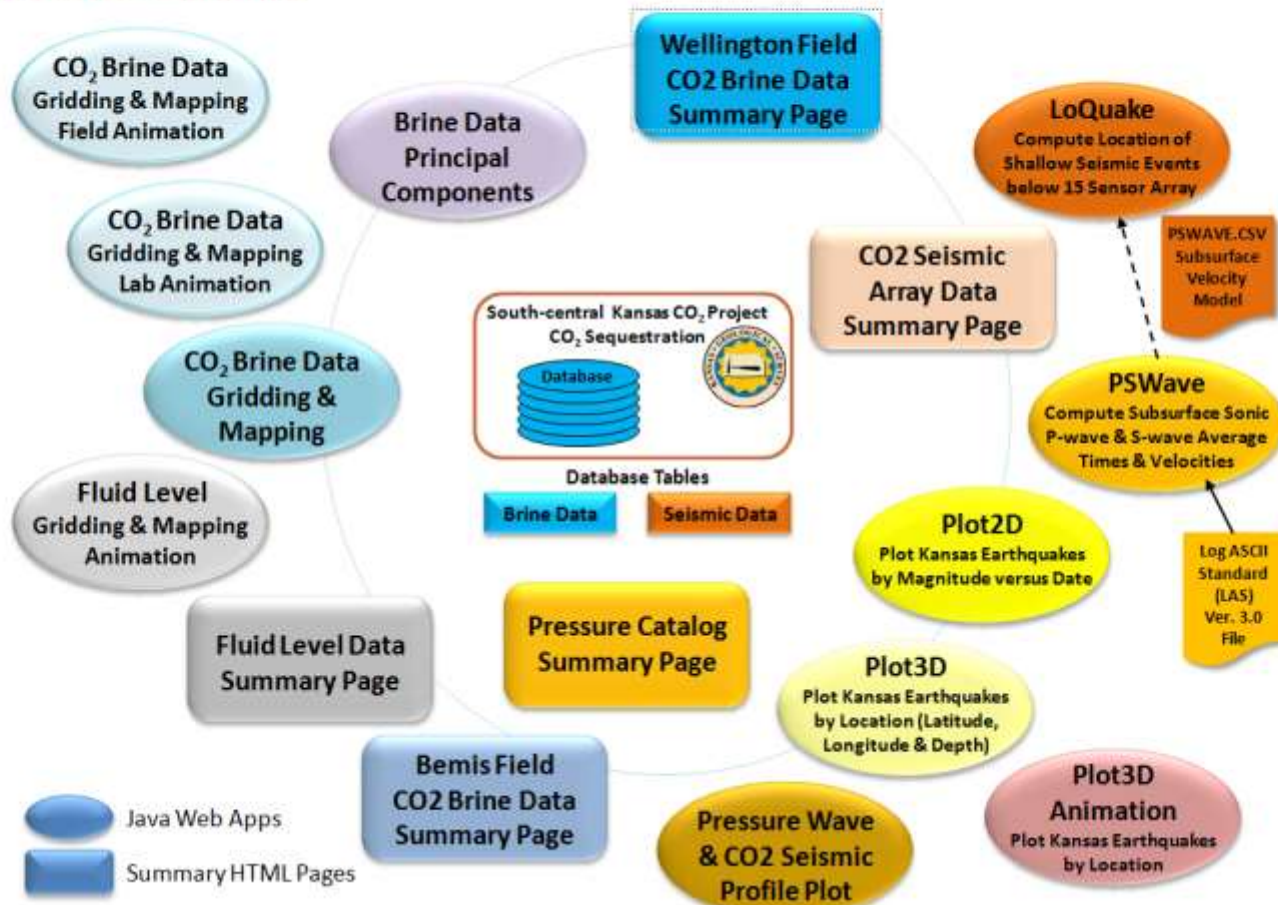 Wellington Field
CO2 Brine Data
Summary Page
CO₂ Brine Data
Gridding & Mapping
Field Animation
Brine Data
Principal
Components
LoQuake
Compute Location of
Shallow Seismic Events
below 15 Sensor Array
CO₂ Brine Data
Gridding & Mapping
Lab Animation
PSWAVE.CSV
Subsurface
Velocity
Model
CO2 Seismic
Array Data
Summary Page
South-central Kansas CO₂ Project
CO₂ Sequestration
Database
CO₂ Brine Data
Gridding &
Mapping
PSWave
Compute Subsurface Sonic
P-wave & S-wave Average
Times & Velocities
Database Tables
Brine Data
Seismic Data
Fluid Level
Gridding & Mapping
Animation
Plot2D
Plot Kansas Earthquakes
by Magnitude versus Date
Log ASCII
Standard
(LAS)
Ver. 3.0
File
Fluid Level Data
Summary Page
Pressure Catalog
Summary Page
Plot3D
Plot Kansas Earthquakes
by Location (Latitude,
Longitude & Depth)
Bemis Field
CO2 Brine Data
Summary Page
Pressure Wave
& CO2 Seismic
Profile Plot
Plot3D
Animation
Plot Kansas Earthquakes
by Location
Java Web Apps
Summary HTML Pages